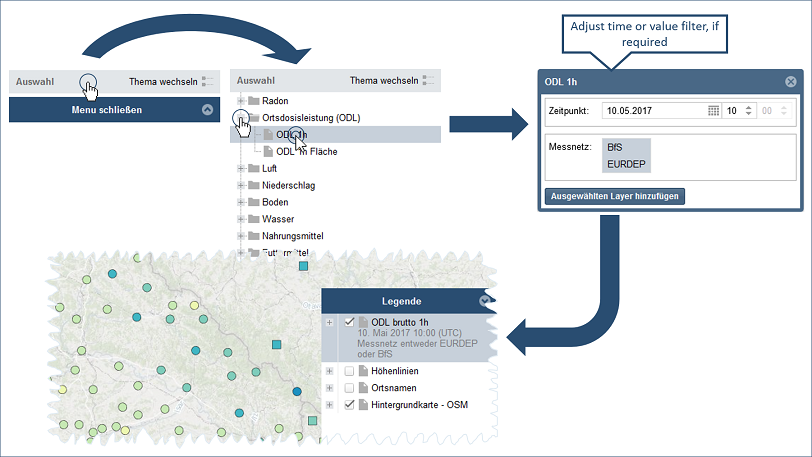 Adjust time or value filter, if
required
Auswahl
Thema wechseln
Menu schließen
Auswahl
Thema wechseln
Radon
Ortsdosisleistung (ODL)
ODL 1h
ODL 1h Fläche
Luft
Niederschlag
Boden
Wasser
Nahrungsmittel
Futtermittel
ODL 1h
Zeitpunkt:
10.05.2017
10
00
Messnetz:
BfS
EURDEP
Ausgewählten Layer hinzufügen
Legende
ODL brutto 1h
10. Mai 2017 10:00 (UTC)
Messnetz entweder EURDEP
oder BfS
Höhenlinien
Ortsnamen
Hintergrundkarte - OSM